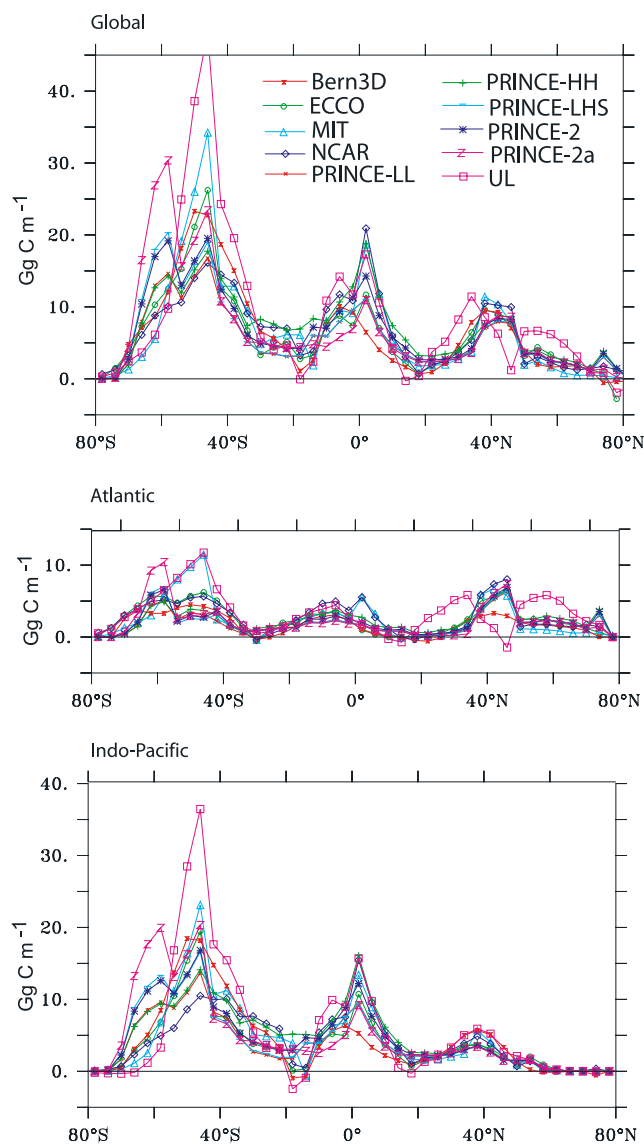 Global
40.
30.
20.
10.
0.
Gg C m⁻¹
Bern3D
ECCO
MIT
NCAR
PRINCE-LL
PRINCE-HH
PRINCE-LHS
PRINCE-2
PRINCE-2a
UL
80°S 40°S 0° 40°N 80°N
Atlantic
10.
0.
Gg C m⁻¹
80°S 40°S 0° 40°N 80°N
Indo-Pacific
40.
30.
20.
10.
0.
Gg C m⁻¹
80°S 40°S 0° 40°N 80°N